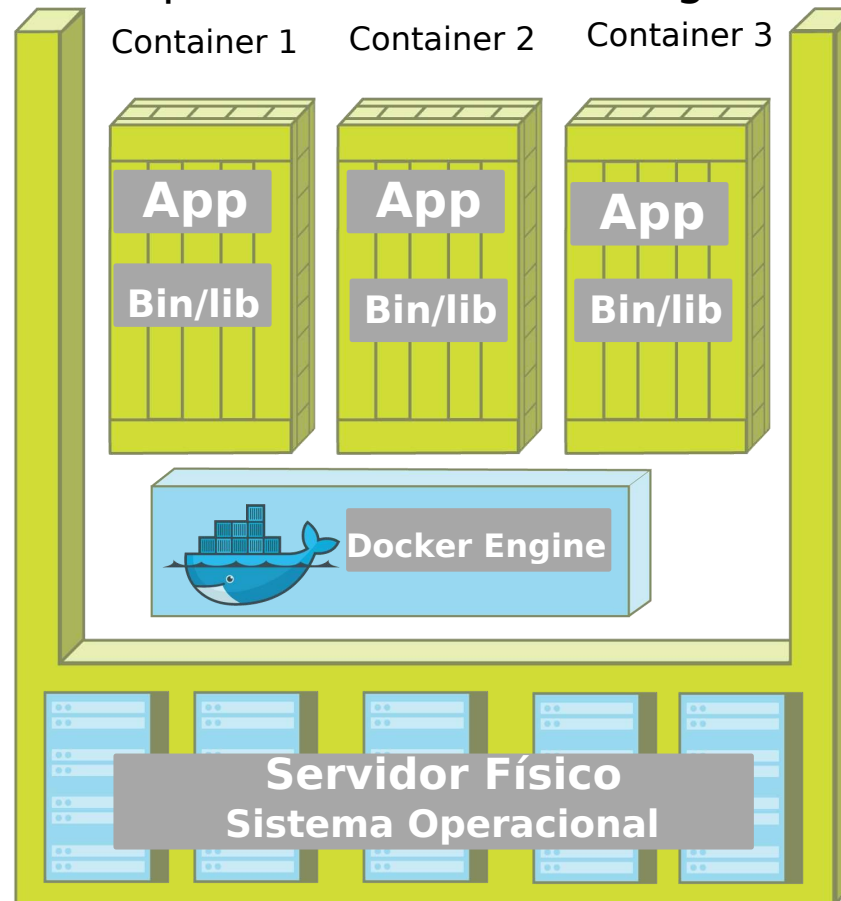 Container 1
Container 2
Container 3
App
App
App
Bin/lib
Bin/lib
Bin/lib
Docker Engine
Servidor Físico
Sistema Operacional